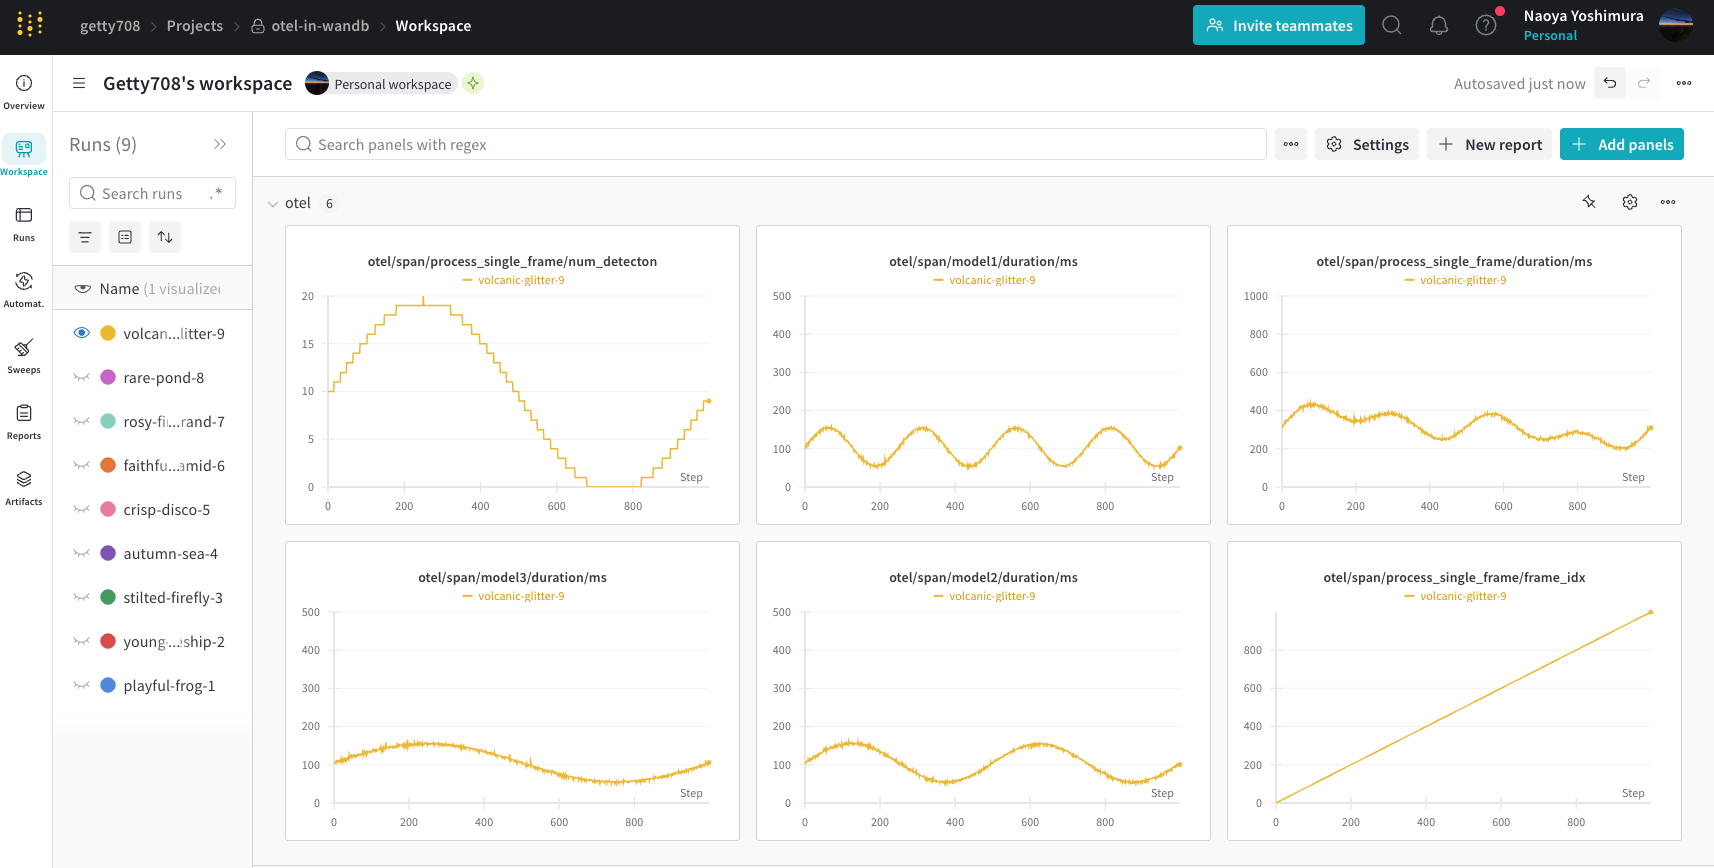 getty708 > Projects > otel-in-wandb > Workspace
Invite teammates
Naoya Yoshimura
Personal
Overview
Workspace
Runs
Automat.
Sweeps
Reports
Artifacts
Getty708's workspace
Personal workspace
Autosaved just now
Runs (9)
Search runs
.*
Name (1 visualized
volcan...litter-9
rare-pond-8
rosy-fi...rand-7
faithfu...amid-6
crisp-disco-5
autumn-sea-4
stilted-firefly-3
young-...ship-2
playful-frog-1
Search panels with regex
Settings
New report
Add panels
otel 6
otel/span/process_single_frame/num_detecton
volcanic-glitter-9
20
15
10
5
0
Step
0 200 400 600 800
otel/span/model1/duration/ms
volcanic-glitter-9
500
400
300
200
100
0
Step
0 200 400 600 800
otel/span/process_single_frame/duration/ms
volcanic-glitter-9
1000
800
600
400
200
0
Step
0 200 400 600 800
otel/span/model3/duration/ms
volcanic-glitter-9
500
400
300
200
100
0
Step
0 200 400 600 800
otel/span/model2/duration/ms
volcanic-glitter-9
500
400
300
200
100
0
Step
0 200 400 600 800
otel/span/process_single_frame/frame_idx
volcanic-glitter-9
800
600
400
200
0
Step
0 200 400 600 800